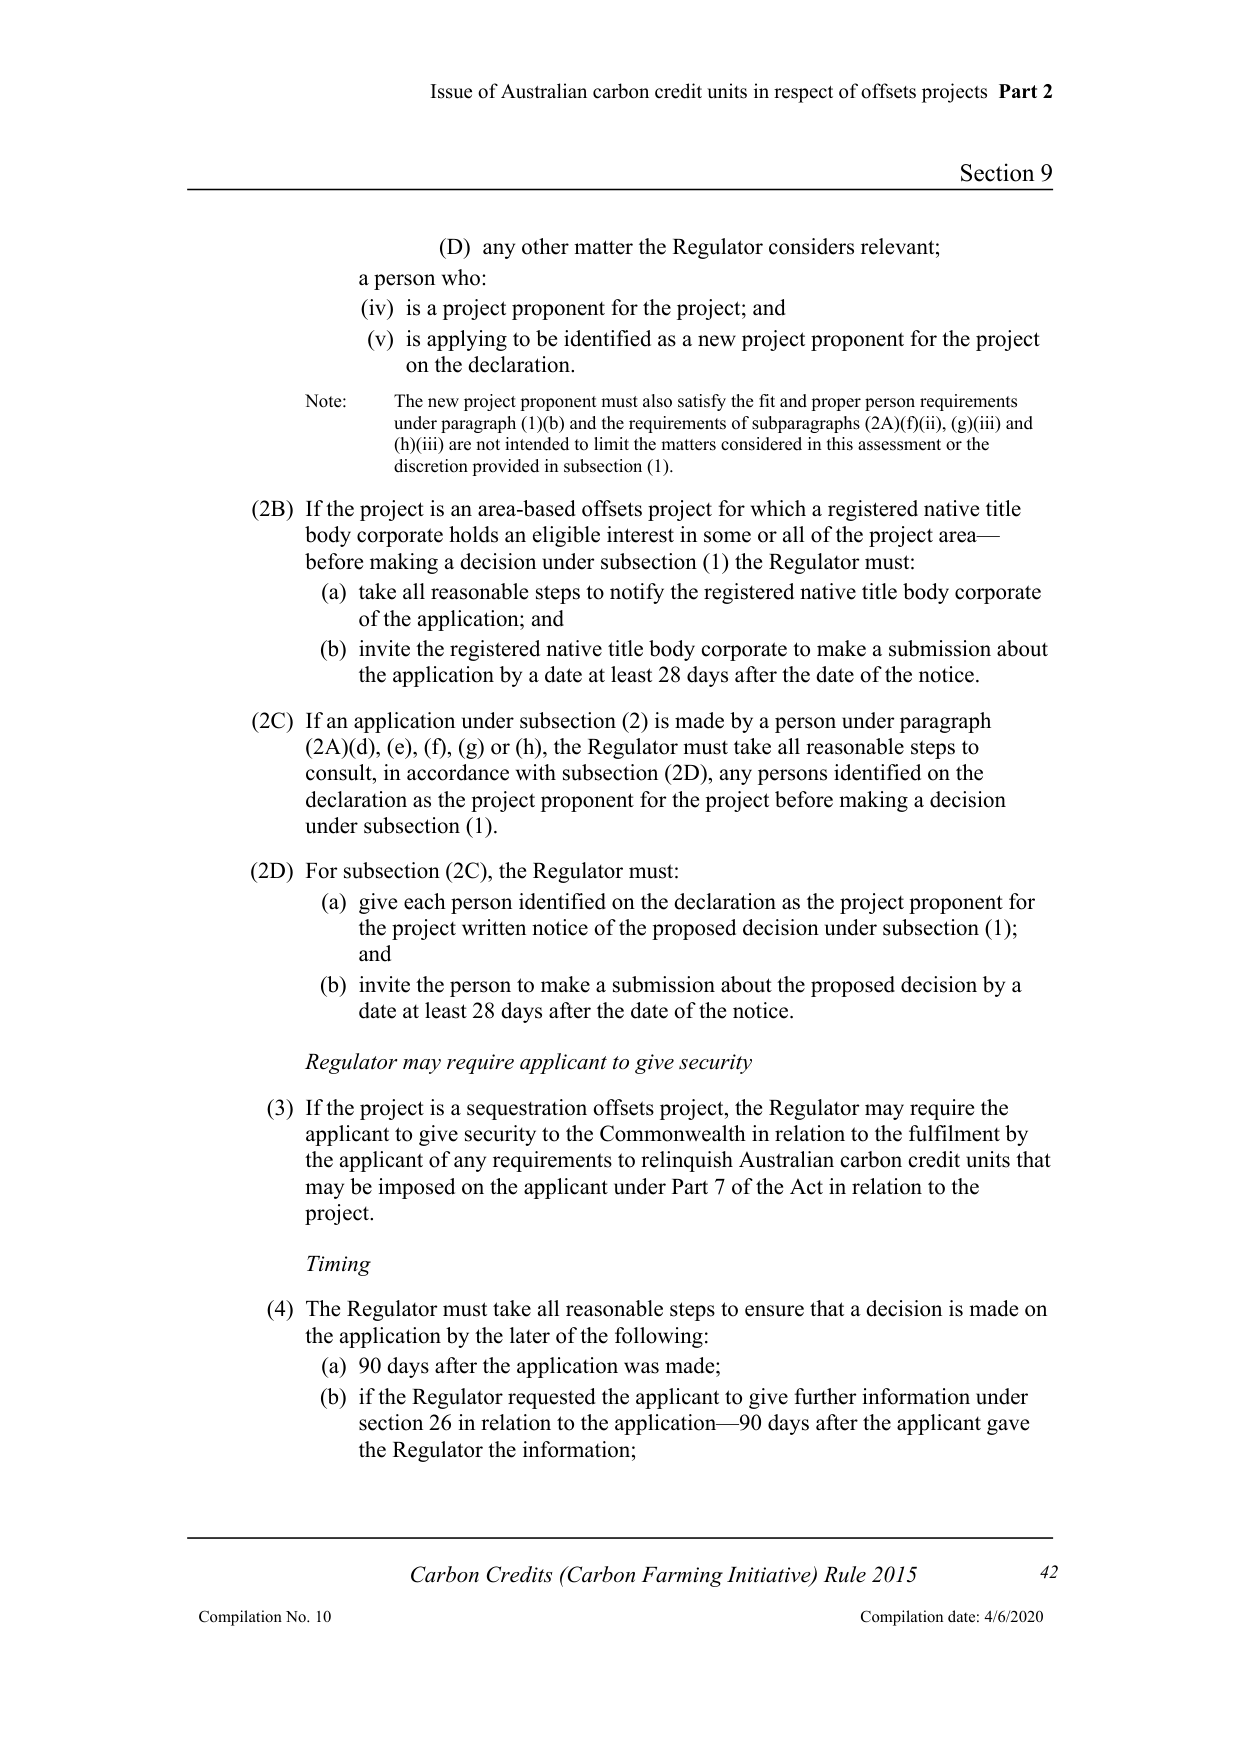 Issue of Australian carbon credit units in respect of offsets projects Part 2
Section 9
(D) any other matter the Regulator considers relevant;
a person who:
(iv) is a project proponent for the project; and
(v) is applying to be identified as a new project proponent for the project
on the declaration.
Note: The new project proponent must also satisfy the fit and proper person requirements
under paragraph (1)(b) and the requirements of subparagraphs (2A)(f)(ii), (g)(iii) and
(h)(iii) are not intended to limit the matters considered in this assessment or the
discretion provided in subsection (1).
(2B) If the project is an area-based offsets project for which a registered native title
body corporate holds an eligible interest in some or all of the project area—
before making a decision under subsection (1) the Regulator must:
(a) take all reasonable steps to notify the registered native title body corporate
of the application; and
(b) invite the registered native title body corporate to make a submission about
the application by a date at least 28 days after the date of the notice.
(2C) If an application under subsection (2) is made by a person under paragraph
(2A)(d), (e), (f), (g) or (h), the Regulator must take all reasonable steps to
consult, in accordance with subsection (2D), any persons identified on the
declaration as the project proponent for the project before making a decision
under subsection (1).
(2D) For subsection (2C), the Regulator must:
(a) give each person identified on the declaration as the project proponent for
the project written notice of the proposed decision under subsection (1);
and
(b) invite the person to make a submission about the proposed decision by a
date at least 28 days after the date of the notice.
Regulator may require applicant to give security
(3) If the project is a sequestration offsets project, the Regulator may require the
applicant to give security to the Commonwealth in relation to the fulfilment by
the applicant of any requirements to relinquish Australian carbon credit units that
may be imposed on the applicant under Part 7 of the Act in relation to the
project.
Timing
(4) The Regulator must take all reasonable steps to ensure that a decision is made on
the application by the later of the following:
(a) 90 days after the application was made;
(b) if the Regulator requested the applicant to give further information under
section 26 in relation to the application—90 days after the applicant gave
the Regulator the information;
Carbon Credits (Carbon Farming Initiative) Rule 2015 42
Compilation No. 10 Compilation date: 4/6/2020